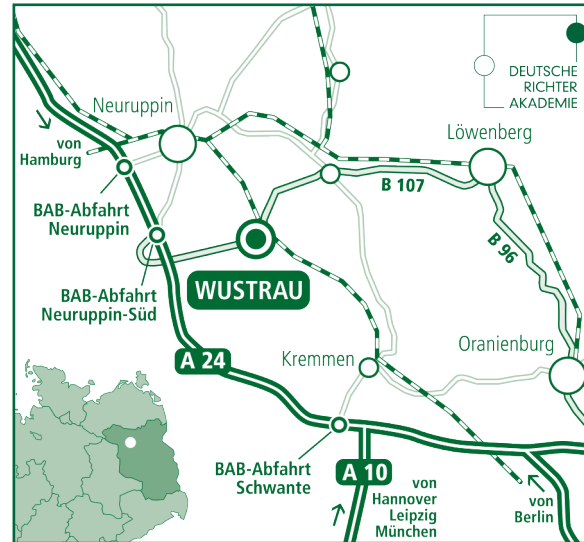 DEUTSCHE
RICHTER
AKADEMIE
Neuruppin
von
Hamburg
Löwenberg
B 107
BAB-Abfahrt
Neuruppin
B 96
WUSTRAU
BAB-Abfahrt
Neuruppin-Süd
A 24
Kremmen
Oranienburg
BAB-Abfahrt
Schwante
A 10
von
Hannover
Leipzig
München
von
Berlin